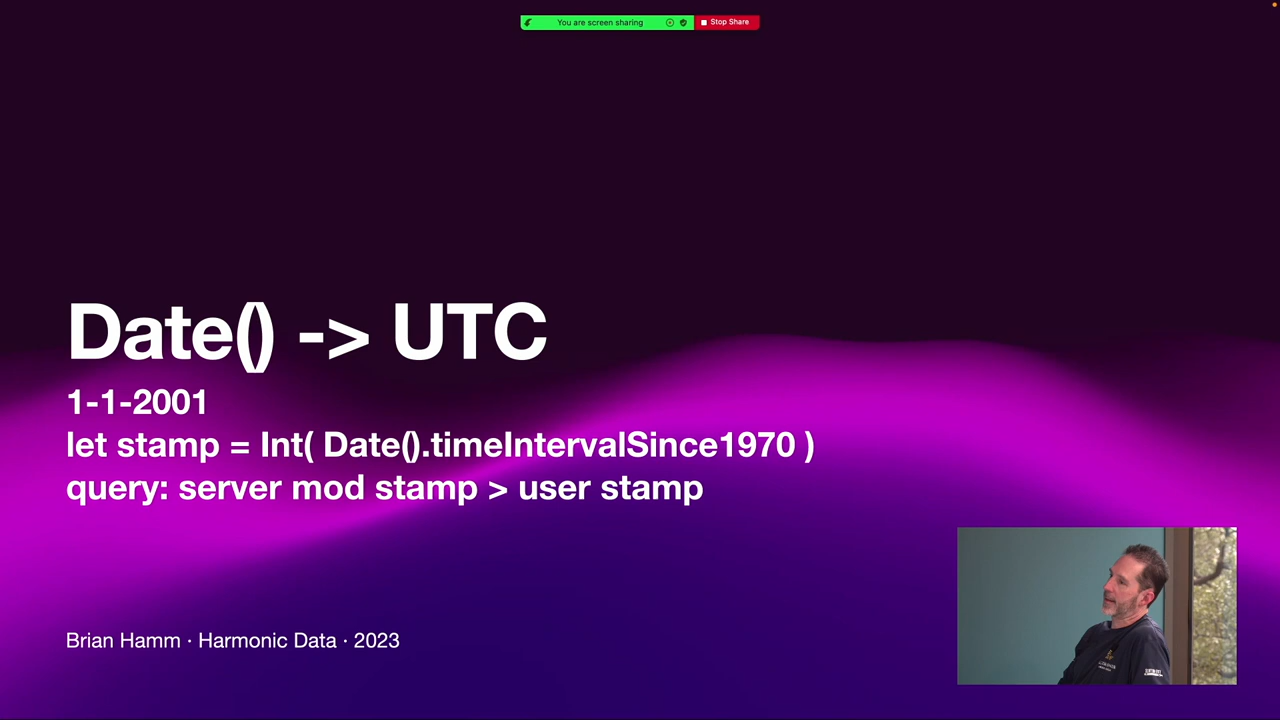 You are screen sharing
Stop Share
Date() -> UTC
1-1-2001
let stamp = Int( Date().timeIntervalSince1970 )
query: server mod stamp > user stamp
Brian Hamm · Harmonic Data · 2023